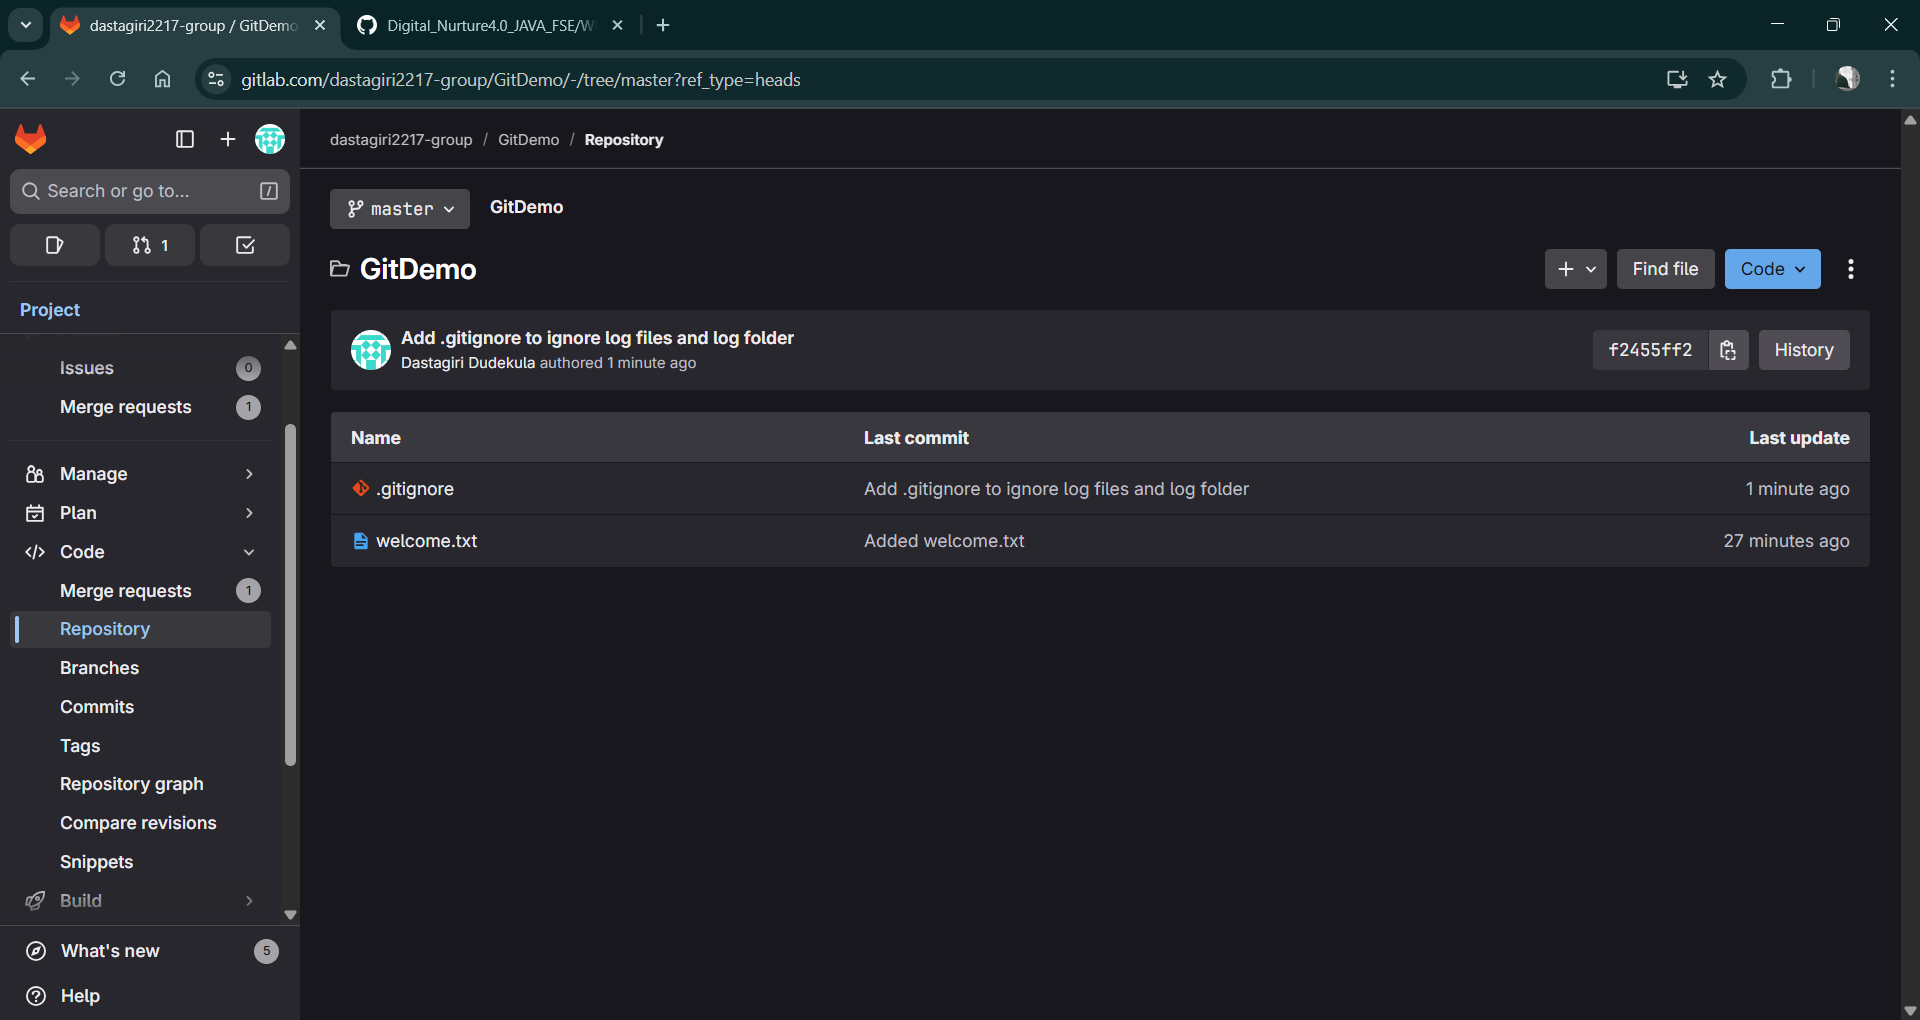 dastagiri2217-group / GitDemo
Digital_Nurture4.0_JAVA_FSE/W
gitlab.com/dastagiri2217-group/GitDemo/-/tree/master?ref_type=heads
Search or go to...
/
1
Project
Issues 0
Merge requests 1
Manage
Plan
Code
Merge requests 1
Repository
Branches
Commits
Tags
Repository graph
Compare revisions
Snippets
Build
What's new 5
Help
dastagiri2217-group / GitDemo / Repository
master
GitDemo
GitDemo
Find file
Code
Add .gitignore to ignore log files and log folder
Dastagiri Dudekula authored 1 minute ago
f2455ff2
History
Name Last commit Last update
.gitignore Add .gitignore to ignore log files and log folder 1 minute ago
welcome.txt Added welcome.txt 27 minutes ago